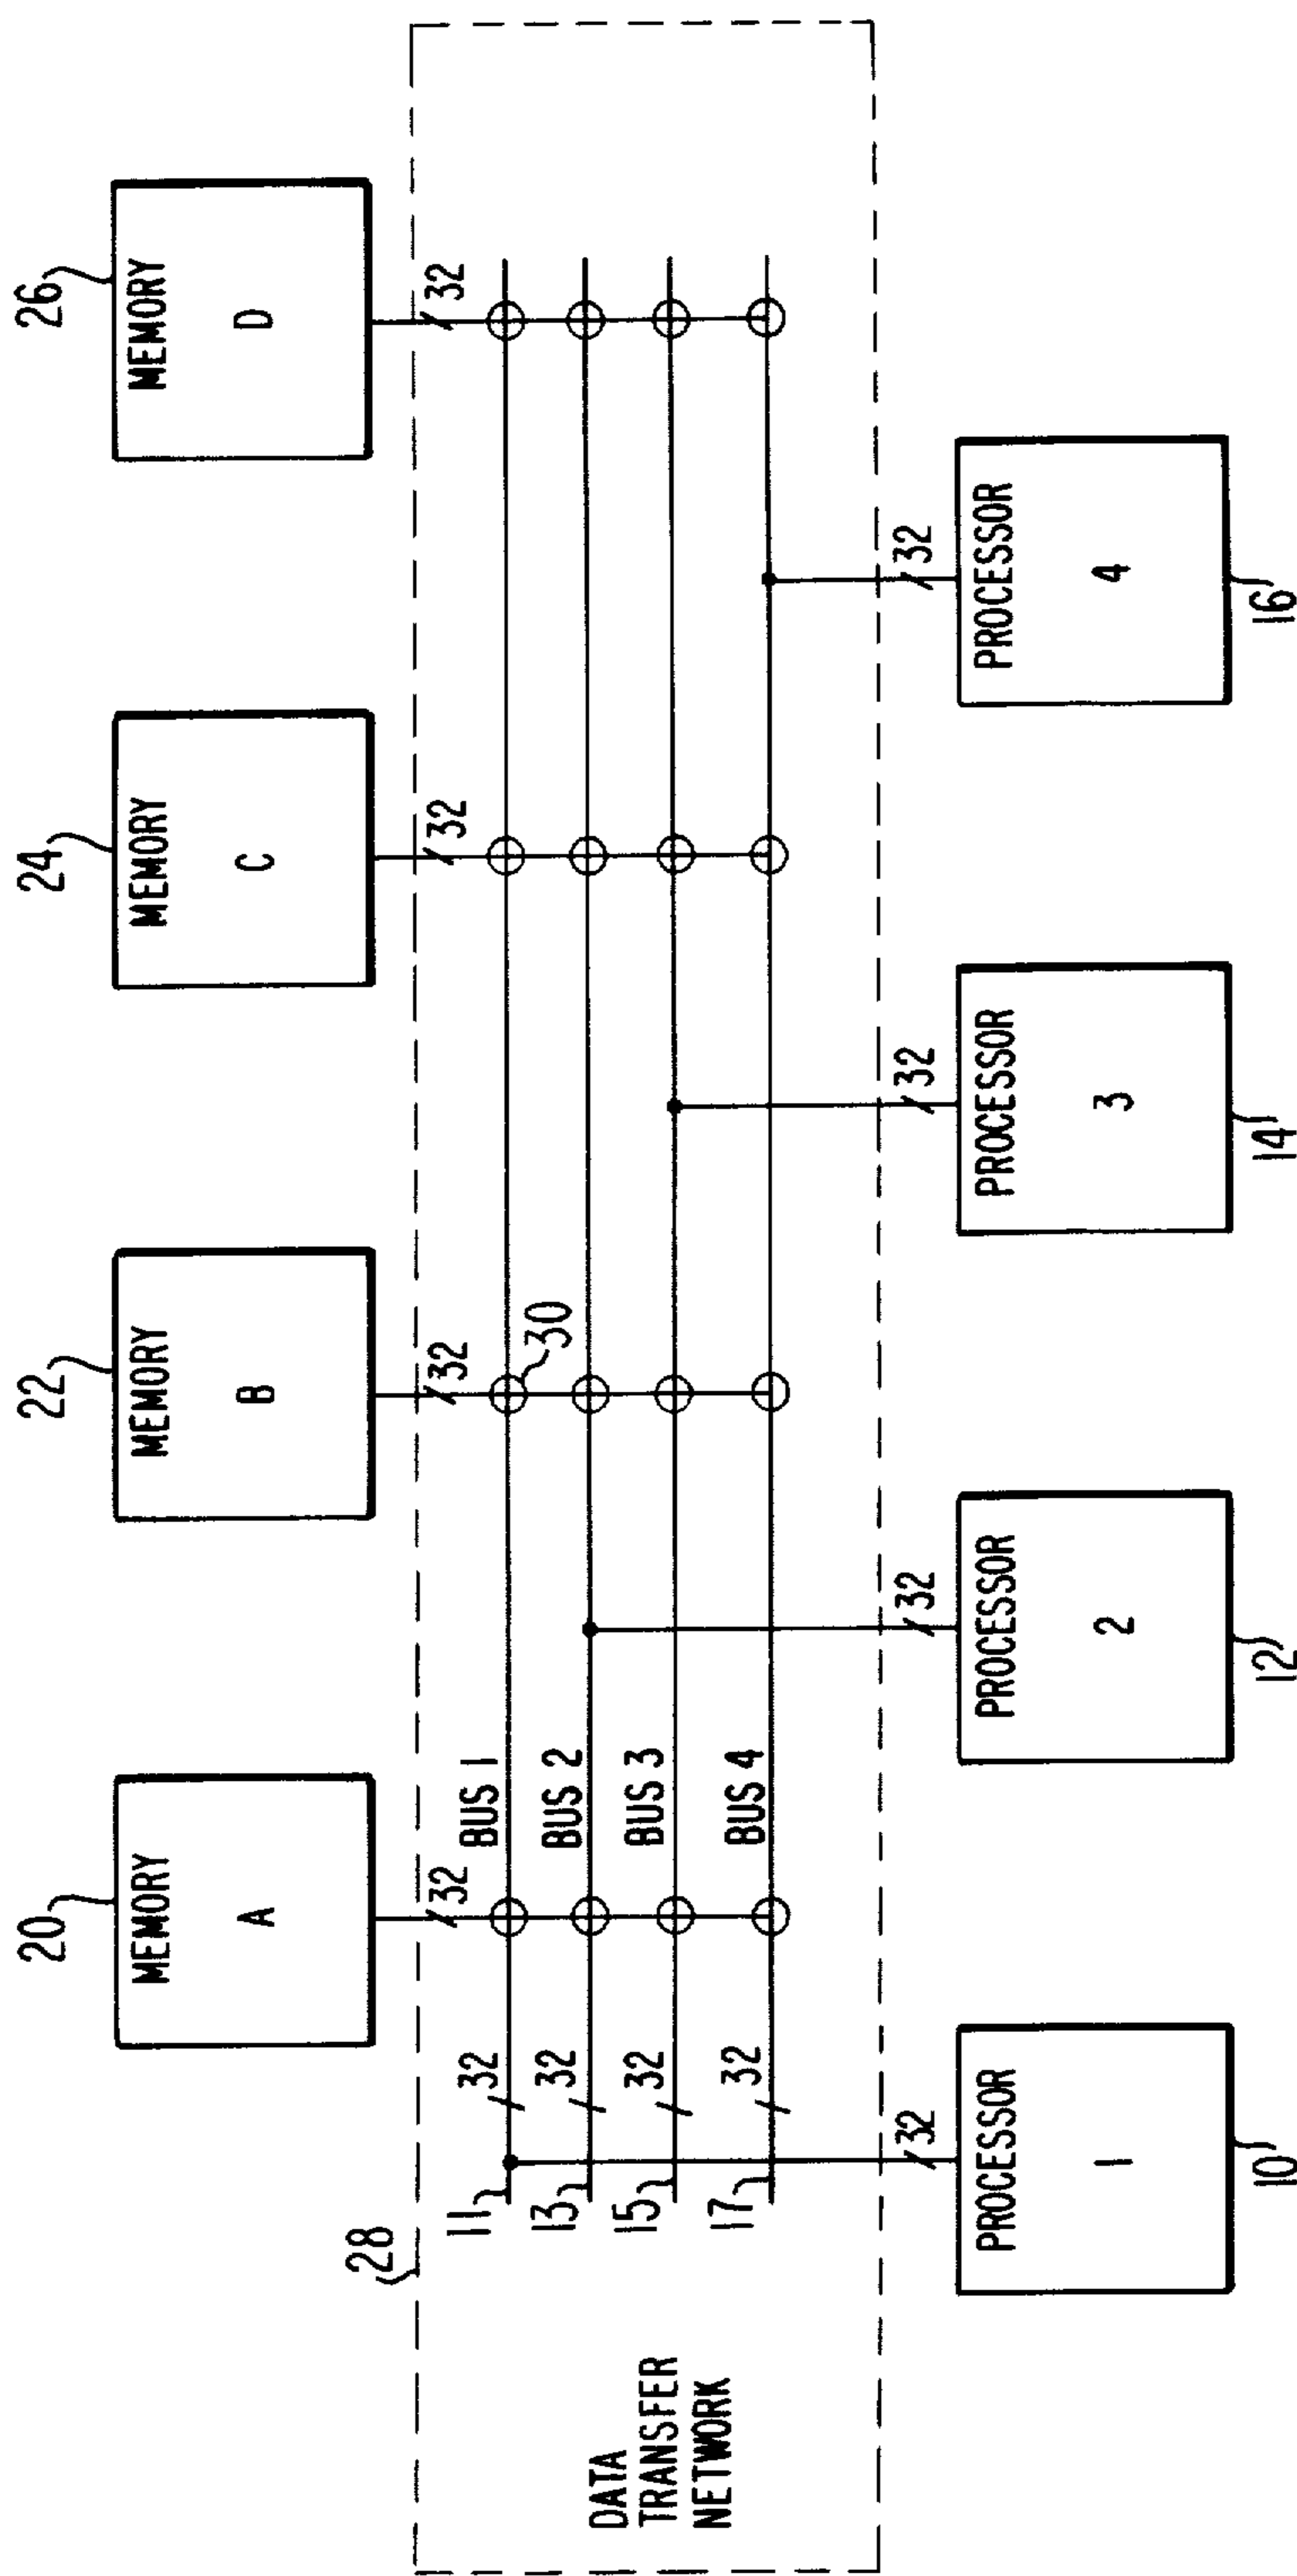 20
22
24
26
MEMORY
A
MEMORY
B
MEMORY
C
MEMORY
D
28
32
32
32
32
30
11
32
BUS 1
13
32
BUS 2
15
32
BUS 3
17
32
BUS 4
DATA
TRANSFER
NETWORK
32
32
32
32
PROCESSOR
1
PROCESSOR
2
PROCESSOR
3
PROCESSOR
4
10
12
14
16